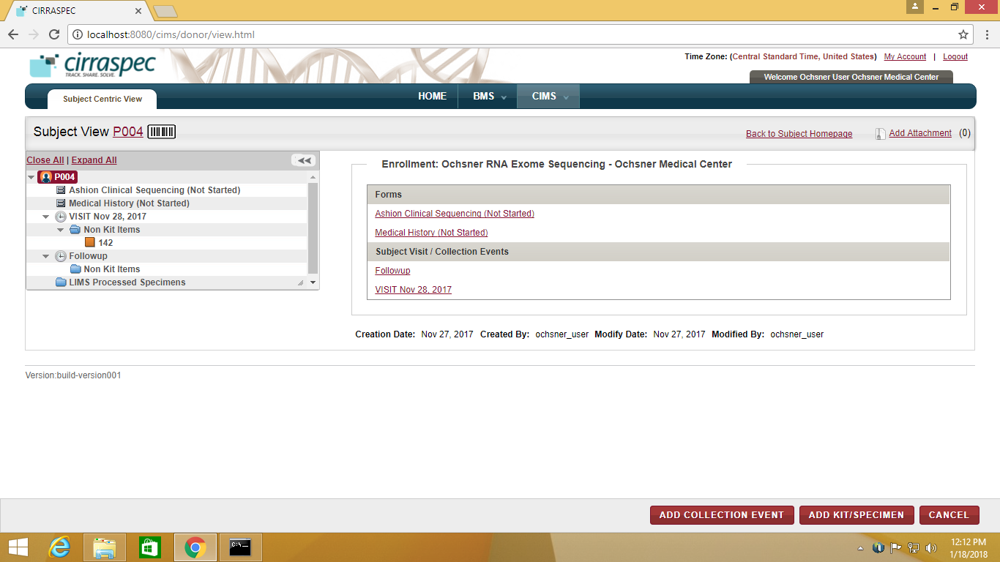 CIRRASPEC
localhost:8080/cims/donor/view.html
cirraspec
TRACK. SHARE. SOLVE.
Time Zone: (Central Standard Time, United States) My Account | Logout
Welcome Ochsner User Ochsner Medical Center
Subject Centric View
HOME BMS CIMS
Subject View P004
Back to Subject Homepage Add Attachment (0)
Close All | Expand All
P004
Ashion Clinical Sequencing (Not Started)
Medical History (Not Started)
VISIT Nov 28, 2017
Non Kit Items
142
Followup
Non Kit Items
LIMS Processed Specimens
Enrollment: Ochsner RNA Exome Sequencing - Ochsner Medical Center
Forms
Ashion Clinical Sequencing (Not Started)
Medical History (Not Started)
Subject Visit / Collection Events
Followup
VISIT Nov 28, 2017
Creation Date: Nov 27, 2017 Created By: ochsner_user Modify Date: Nov 27, 2017 Modified By: ochsner_user
Version:build-version001
ADD COLLECTION EVENT ADD KIT/SPECIMEN CANCEL
C:\_
12:12 PM
1/18/2018